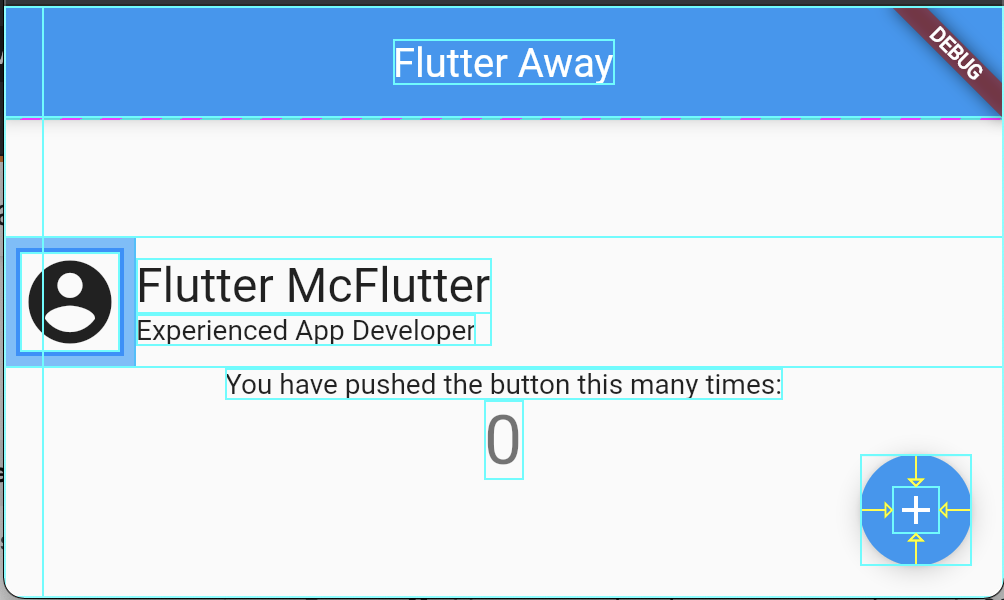 Flutter Away
DEBUG
Flutter McFlutter
Experienced App Developer
You have pushed the button this many times:
0